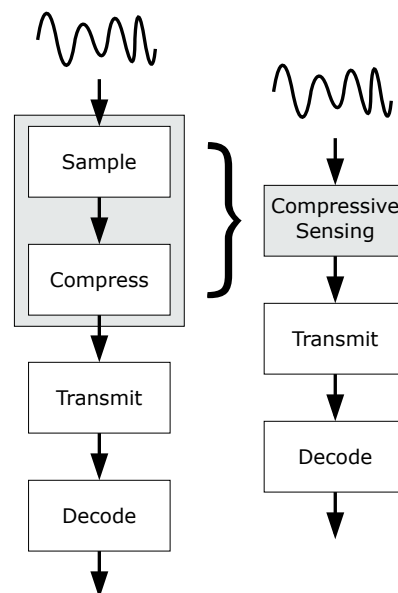 Sample
Compress
Transmit
Decode
Compressive
Sensing
Transmit
Decode